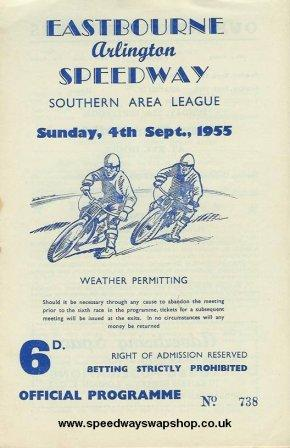 EASTBOURNE
Arlington
SPEEDWAY
SOUTHERN AREA LEAGUE
Sunday, 4th Sept., 1955
WEATHER PERMITTING
Should it be necessary through any cause to abandon the meeting
prior to the sixth race in the programme, tickets for a subsequent
meeting will be issued at the exits. In no circumstances will any
money be returned
6D.
RIGHT OF ADMISSION RESERVED
BETTING STRICTLY PROHIBITED
OFFICIAL PROGRAMME No 738
www.speedwayswapshop.co.uk